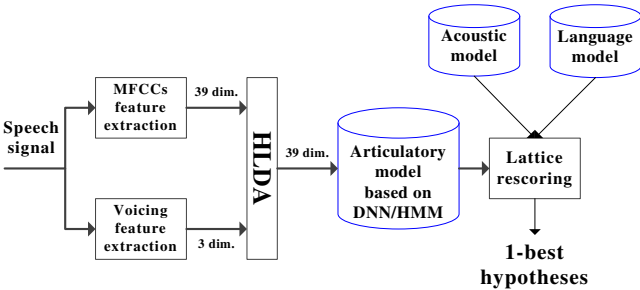 Speech
signal
MFCCs
feature
extraction
39 dim.
Voicing
feature
extraction
3 dim.
HLDA
39 dim.
Articulatory
model
based on
DNN/HMM
Acoustic
model
Language
model
Lattice
rescoring
1-best
hypotheses